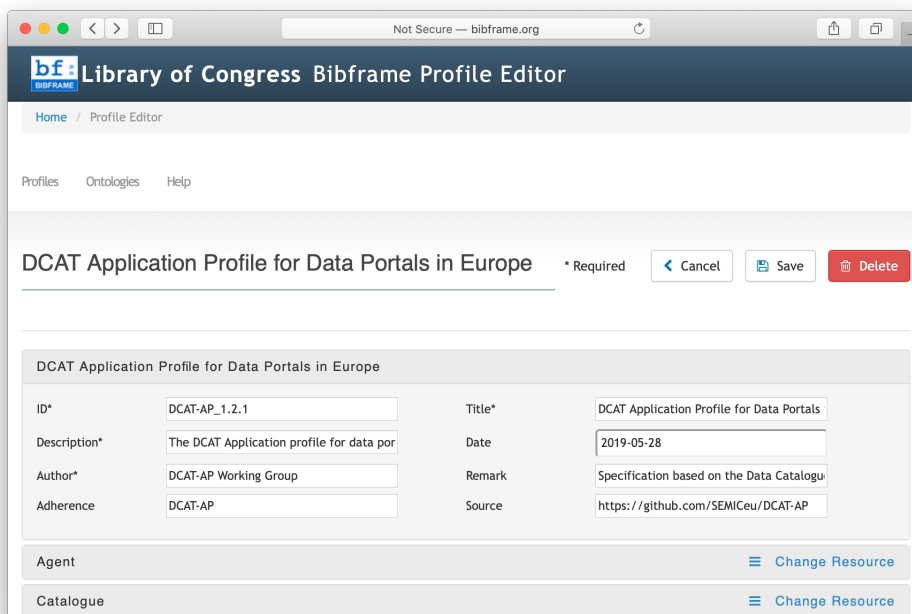 Not Secure — bibframe.org
bf:
BIBFRAME
Library of Congress Bibframe Profile Editor
Home / Profile Editor
Profiles Ontologies Help
DCAT Application Profile for Data Portals in Europe * Required Cancel Save Delete
DCAT Application Profile for Data Portals in Europe
ID* DCAT-AP_1.2.1 Title* DCAT Application Profile for Data Portals
Description* The DCAT Application profile for data por Date 2019-05-28
Author* DCAT-AP Working Group Remark Specification based on the Data Catalogu
Adherence DCAT-AP Source https://github.com/SEMICeu/DCAT-AP
Agent Change Resource
Catalogue Change Resource